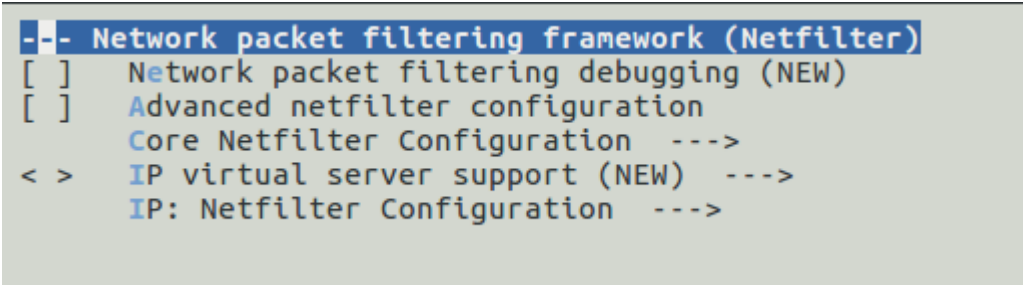 --- Network packet filtering framework (Netfilter)
[ ]   Network packet filtering debugging (NEW)
[ ]   Advanced netfilter configuration
      Core Netfilter Configuration  --->
< >   IP virtual server support (NEW)  --->
      IP: Netfilter Configuration  --->